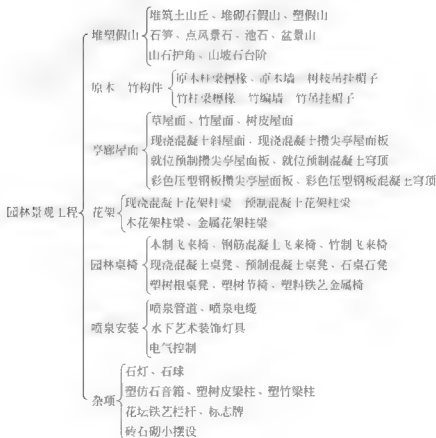 堆筑土山丘、堆砌石假山、塑假山
堆塑假山
石笋、点风景石、池石、盆景山
山石护角、山坡石台阶
原木柱梁檩椽、原木墙、树枝吊挂楣子
原木、竹构件
竹柱梁檩椽、竹编墙、竹吊挂楣子
草屋面、竹屋面、树皮屋面
现浇混凝土斜屋面、现浇混凝土攒尖亭屋面板
亭廊屋面
就位预制攒尖亭屋面板、就位预制混凝土穹顶
彩色压型钢板攒尖亭屋面板、彩色压型钢板混凝土穹顶
园林景观工程
现浇混凝土花架柱梁、预制混凝土花架柱梁
花架
木花架柱梁、金属花架柱梁
木制飞来椅、钢筋混凝土飞来椅、竹制飞来椅
园林桌椅
现浇混凝土桌凳、预制混凝土桌凳、石桌石凳
塑树根桌凳、塑树节椅、塑料铁艺金属椅
喷泉管道、喷泉电缆
喷泉安装
水下艺术装饰灯具
电气控制
石灯、石球
塑仿石音箱、塑树皮梁柱、塑竹梁柱
杂项
花坛铁艺栏杆、标志牌
砖石砌小摆设